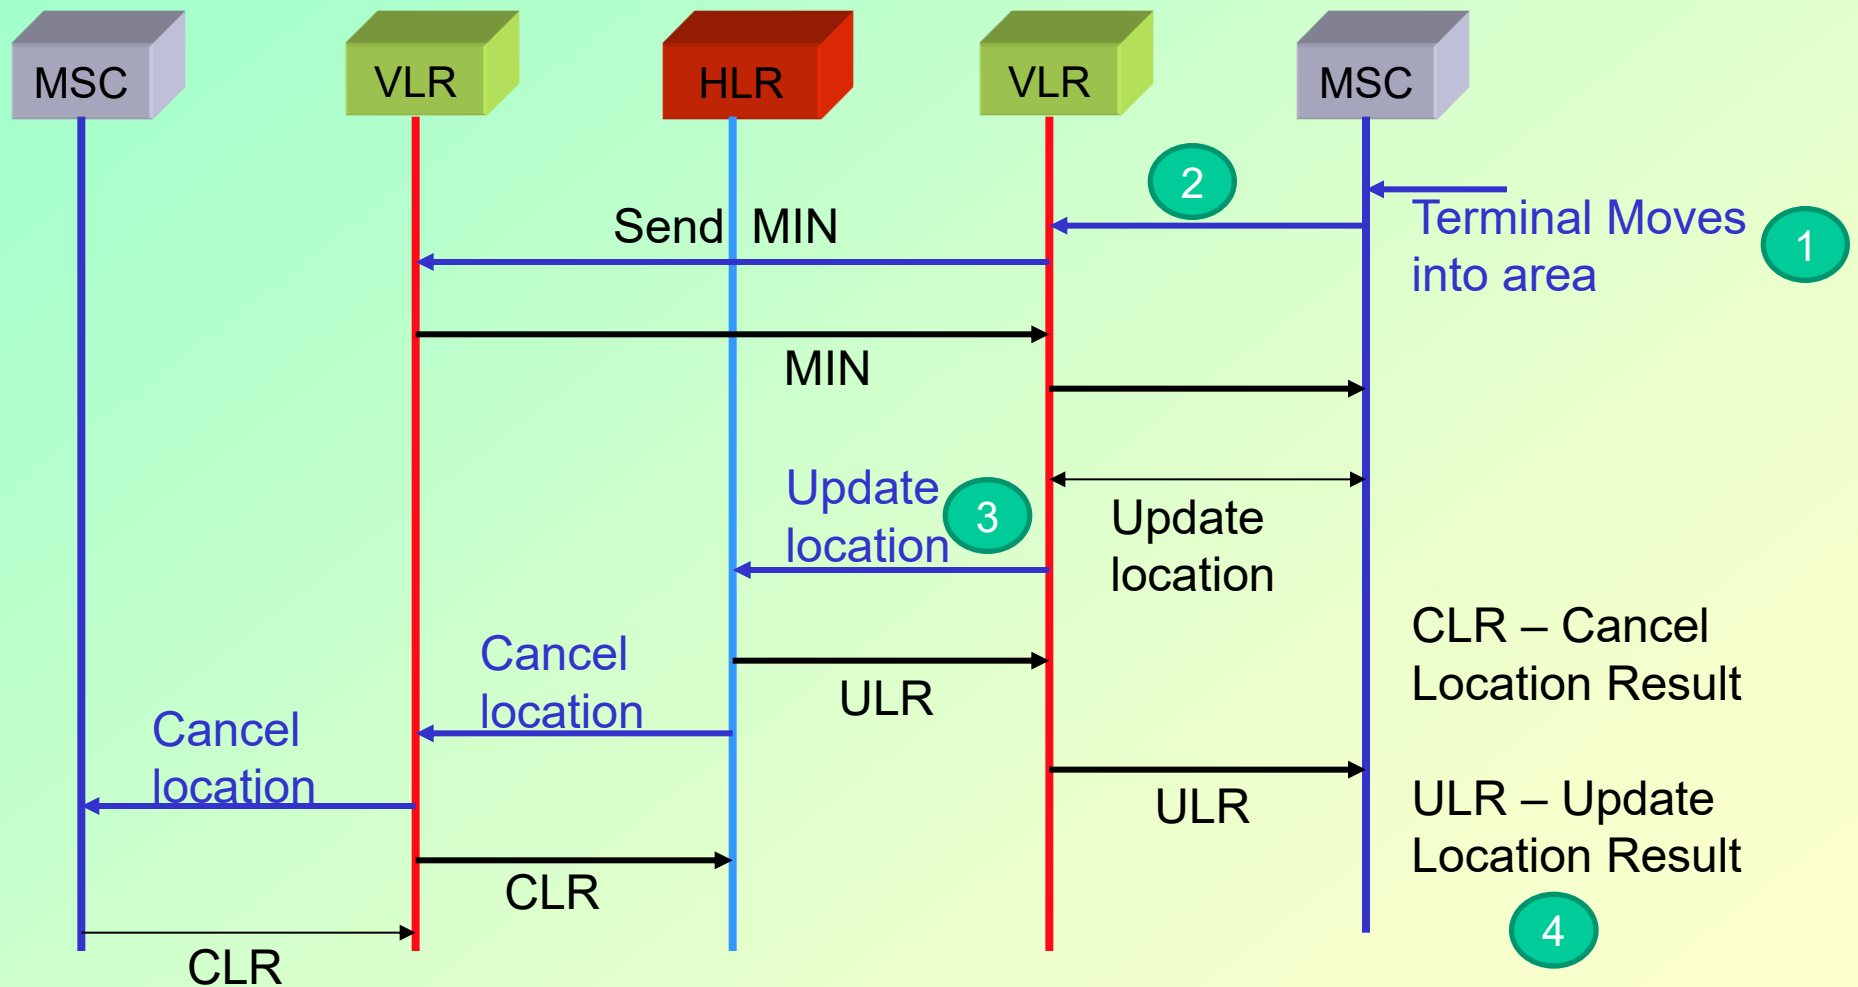 MSC
VLR
HLR
VLR
MSC
2
Terminal Moves
into area
1
Send MIN
MIN
Update
location
3
Update
location
CLR – Cancel
Location Result
Cancel
location
ULR
Cancel
location
ULR
ULR – Update
Location Result
CLR
4
CLR